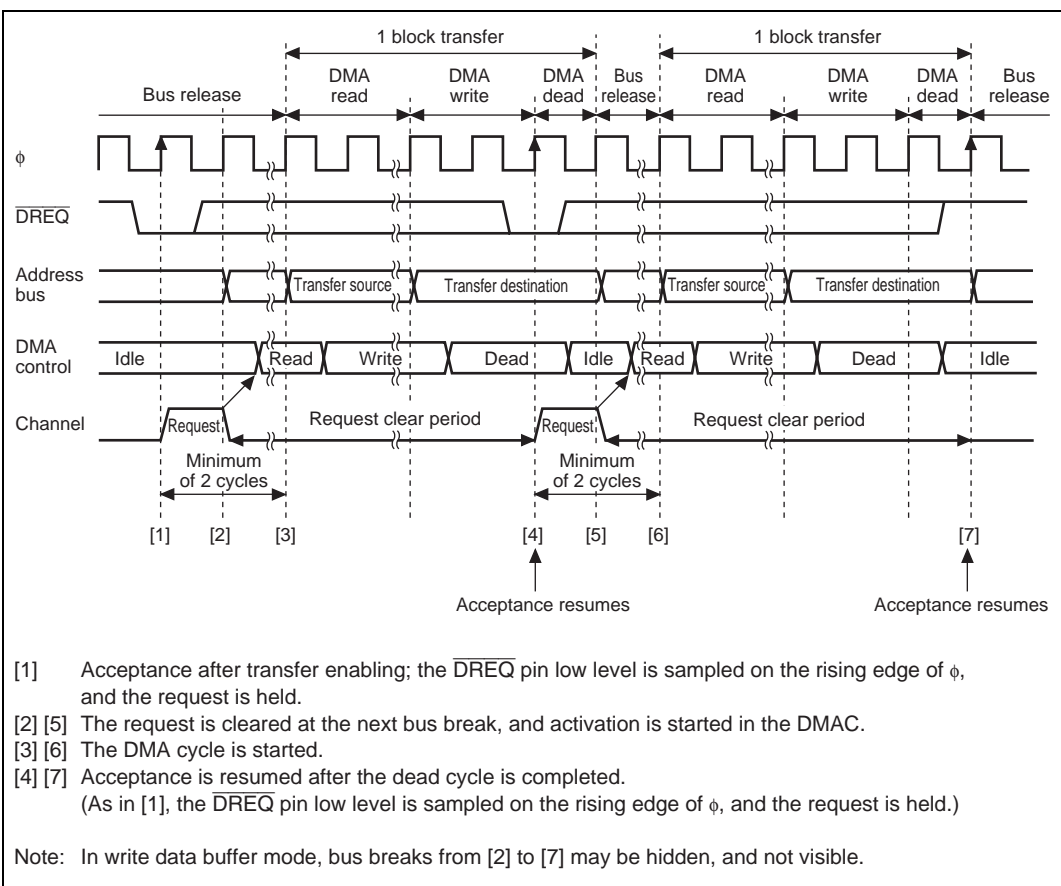 1 block transfer 1 block transfer
Bus release DMA read DMA write DMA dead Bus release DMA read DMA write DMA dead Bus release
φ
DREQ
Address bus Transfer source Transfer destination Transfer source Transfer destination
DMA control Idle Read Write Dead Idle Read Write Dead Idle
Channel Request Request clear period Request Request clear period
Minimum of 2 cycles Minimum of 2 cycles
[1] [2] [3] [4] [5] [6] [7]
Acceptance resumes Acceptance resumes
[1] Acceptance after transfer enabling; the DREQ pin low level is sampled on the rising edge of φ,
and the request is held.
[2] [5] The request is cleared at the next bus break, and activation is started in the DMAC.
[3] [6] The DMA cycle is started.
[4] [7] Acceptance is resumed after the dead cycle is completed.
(As in [1], the DREQ pin low level is sampled on the rising edge of φ, and the request is held.)
Note: In write data buffer mode, bus breaks from [2] to [7] may be hidden, and not visible.